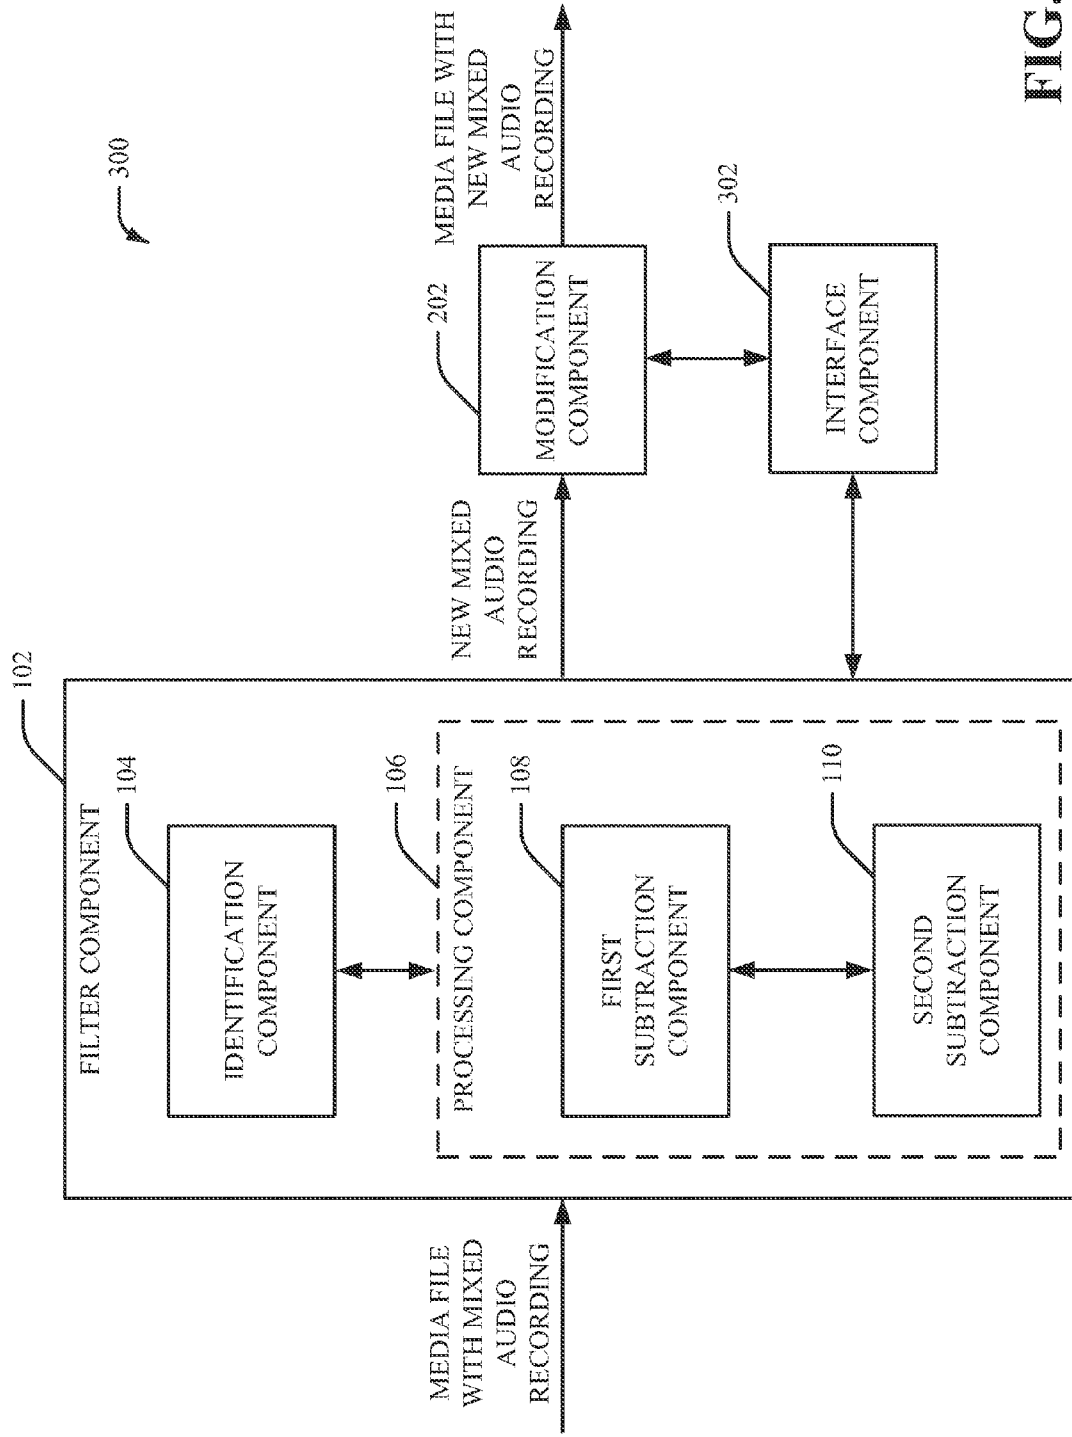 300
102
FILTER COMPONENT
104
IDENTIFICATION
COMPONENT
106
PROCESSING COMPONENT
108
FIRST
SUBTRACTION
COMPONENT
110
SECOND
SUBTRACTION
COMPONENT
MEDIA FILE
WITH MIXED
AUDIO
RECORDING
NEW MIXED
AUDIO
RECORDING
202
MODIFICATION
COMPONENT
MEDIA FILE WITH
NEW MIXED
AUDIO
RECORDING
302
INTERFACE
COMPONENT
FIG.